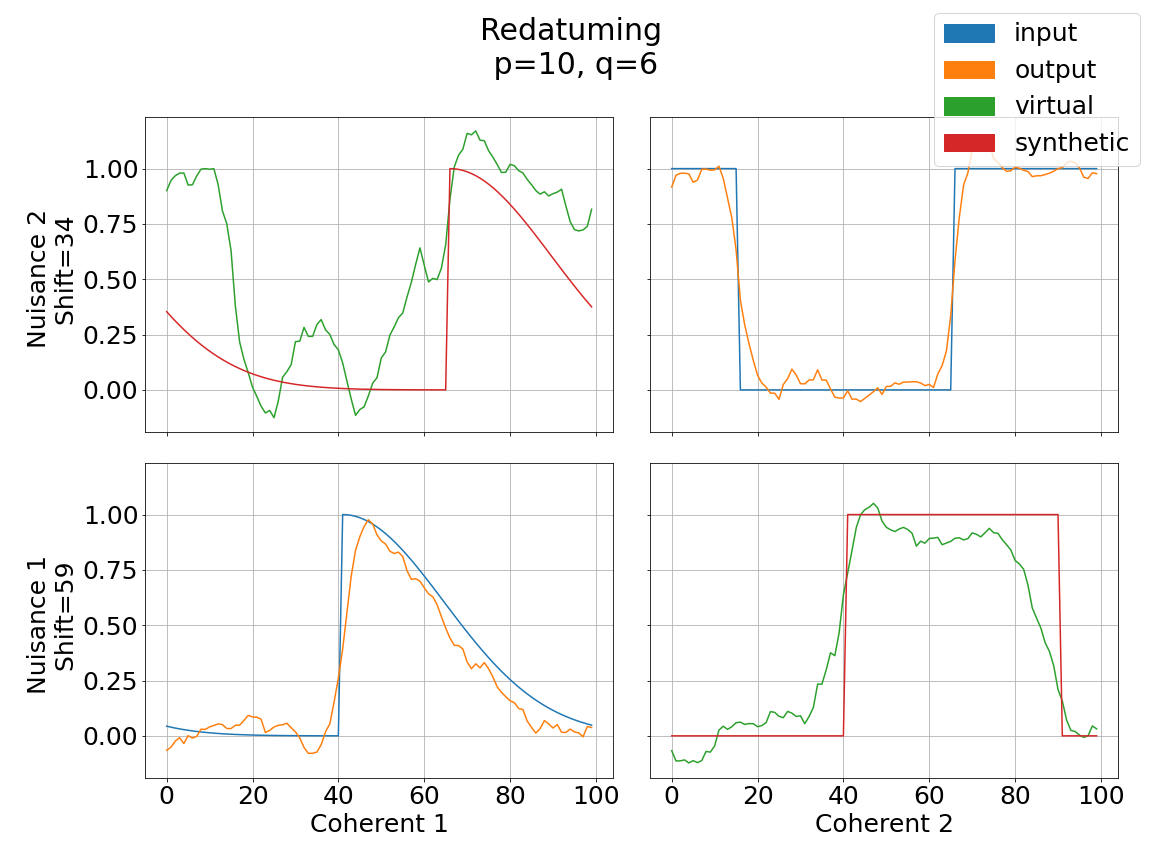 Redatuming
p=10, q=6
input
output
virtual
synthetic
Nuisance 2
Shift=34
1.00
0.75
0.50
0.25
0.00
Nuisance 1
Shift=59
1.00
0.75
0.50
0.25
0.00
0 20 40 60 80 100
0 20 40 60 80 100
Coherent 1
Coherent 2